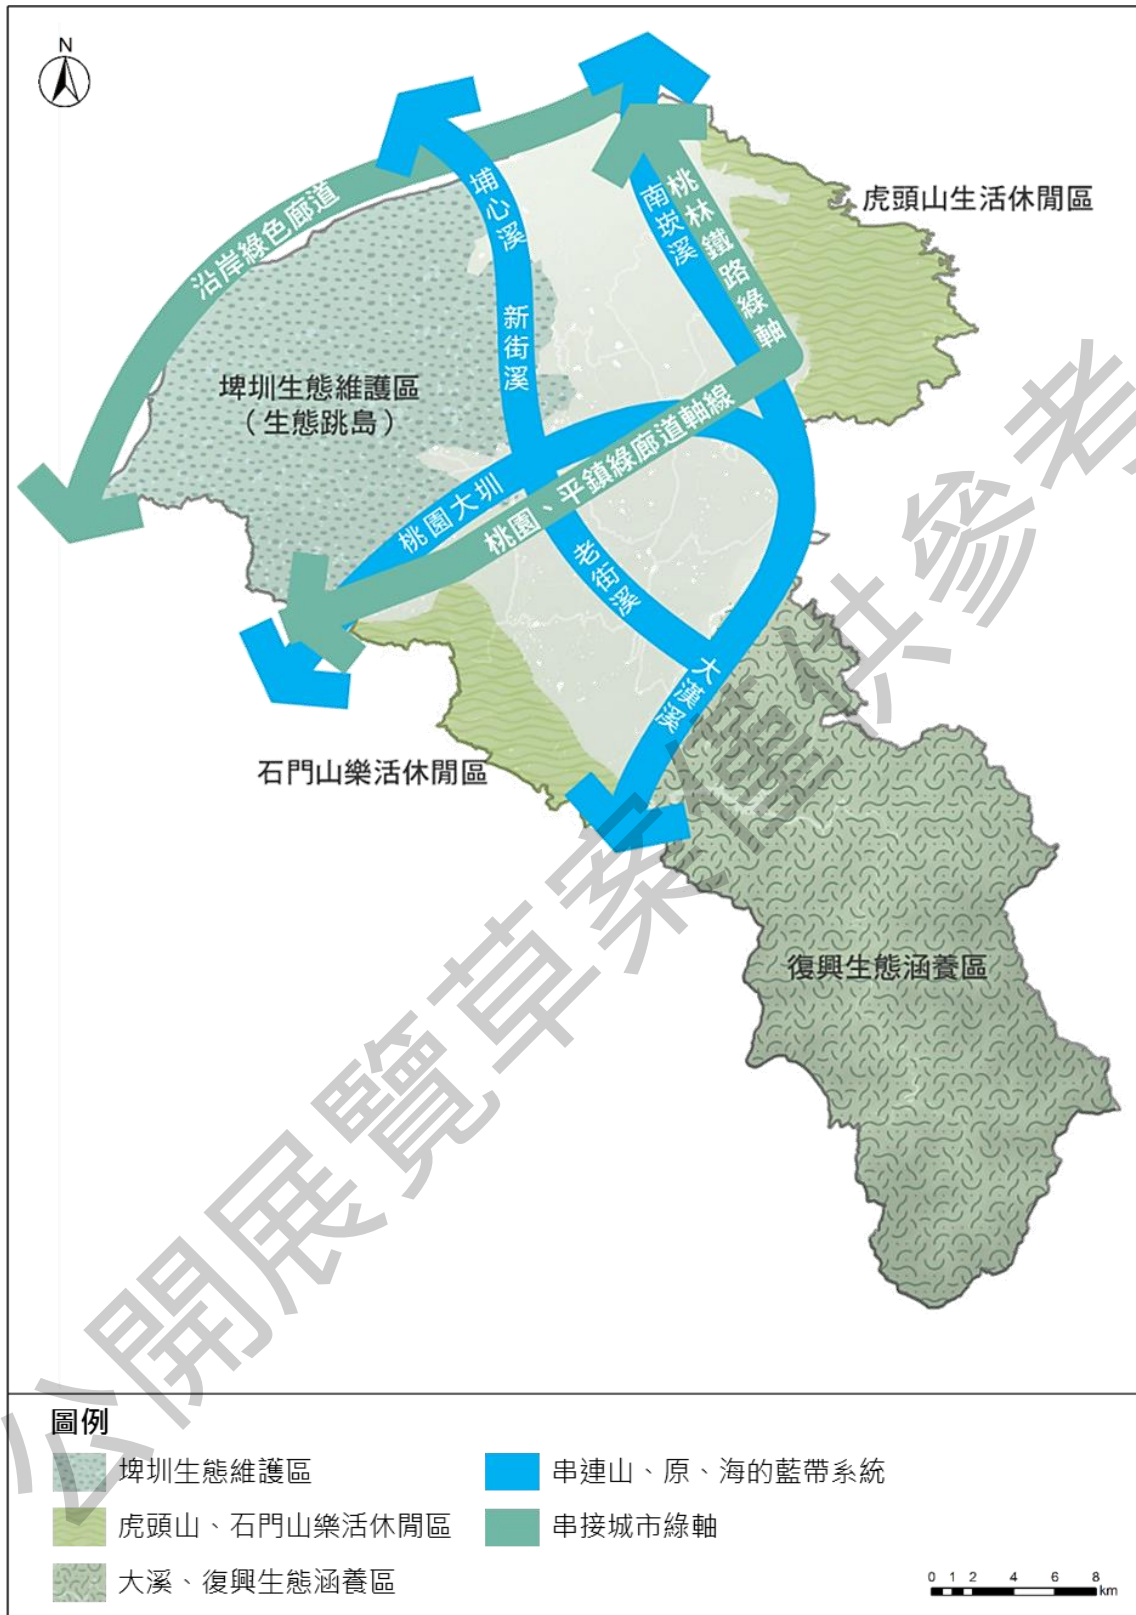 N
沿岸綠色廊道
埔心溪
新街溪
南崁溪
桃林鐵路綠軸
虎頭山生活休閒區
埤圳生態維護區
（生態跳島）
桃園大圳
桃園、平鎮綠廊道軸線
老街溪
大漢溪
石門山樂活休閒區
復興生態涵養區
公開展覽草案僅供參考
圖例
埤圳生態維護區
串連山、原、海的藍帶系統
虎頭山、石門山樂活休閒區
串接城市綠軸
大溪、復興生態涵養區
0 1 2 4 6 8
km